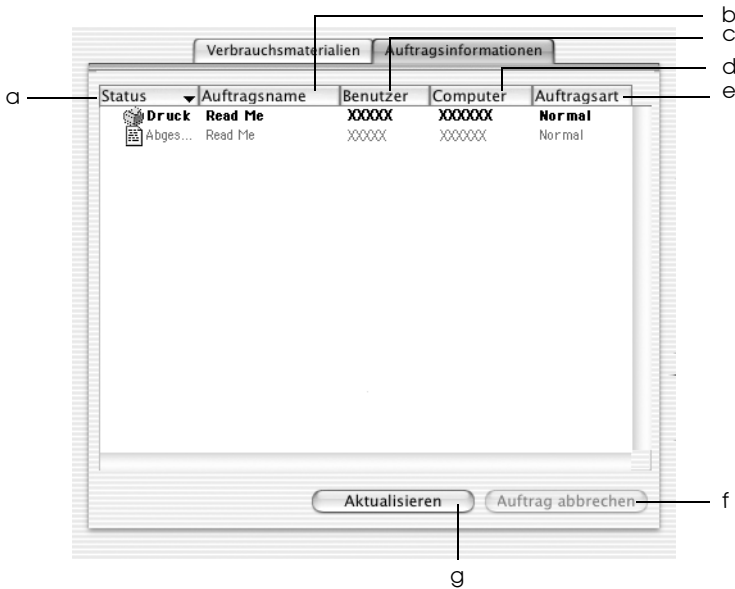 b
c
Verbrauchsmaterialien Auftragsinformationen
d
a Status Auftragsname Benutzer Computer Auftragsart e
Druck Read Me XXXXX XXXXXX Normal
Abges... Read Me XXXXX XXXXXX Normal
Aktualisieren Auftrag abbrechen f
g